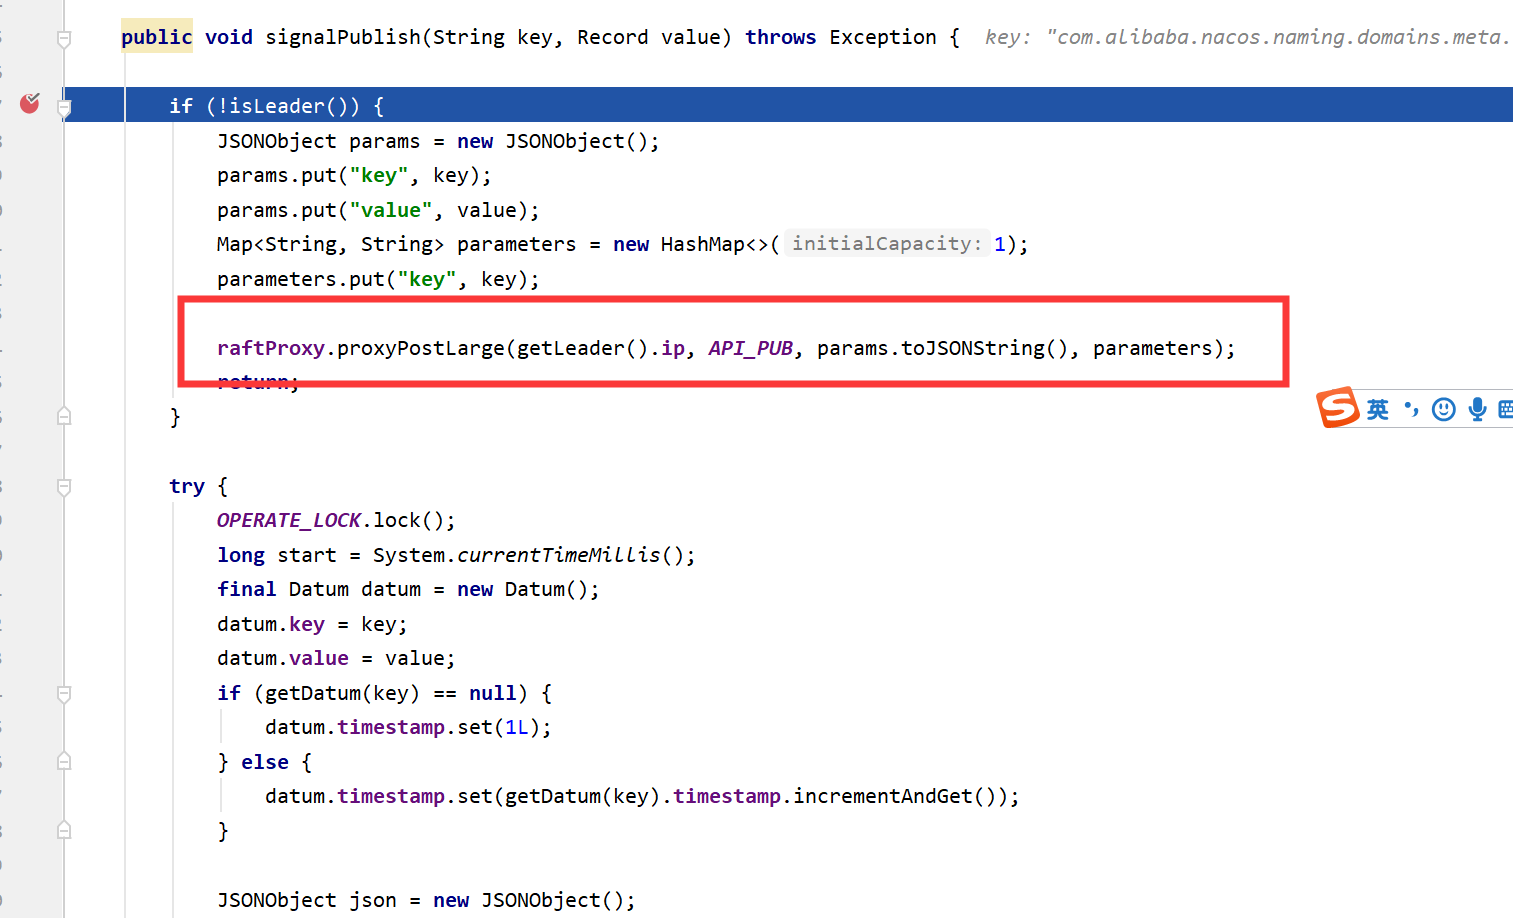 public void signalPublish(String key, Record value) throws Exception {  key: "com.alibaba.nacos.naming.domains.meta.
if (!isLeader()) {
JSONObject params = new JSONObject();
params.put("key", key);
params.put("value", value);
Map<String, String> parameters = new HashMap<>( initialCapacity: 1);
parameters.put("key", key);
raftProxy.proxyPostLarge(getLeader().ip, API_PUB, params.toJSONString(), parameters);
return;
}
英
try {
OPERATE_LOCK.lock();
long start = System.currentTimeMillis();
final Datum datum = new Datum();
datum.key = key;
datum.value = value;
if (getDatum(key) == null) {
datum.timestamp.set(1L);
} else {
datum.timestamp.set(getDatum(key).timestamp.incrementAndGet());
}
JSONObject json = new JSONObject();